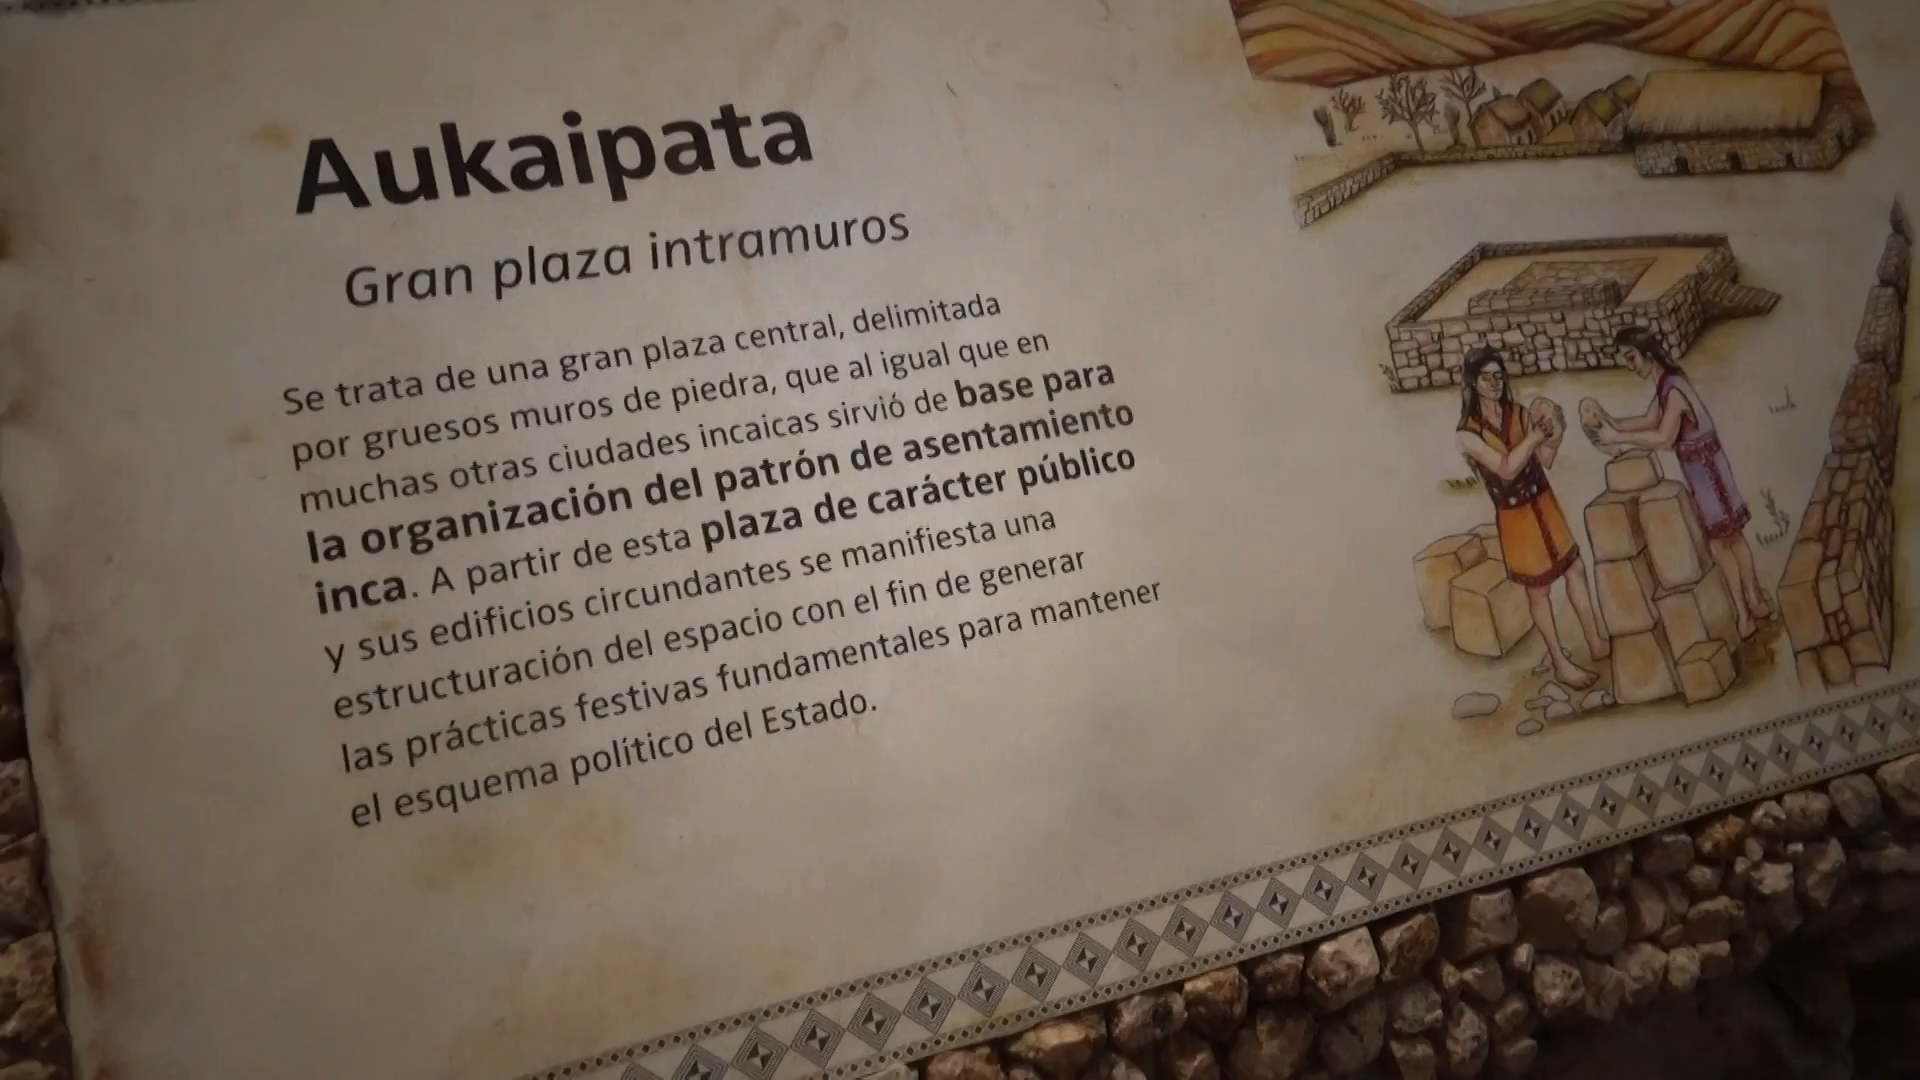 Aukaipata
Gran plaza intramuros
Se trata de una gran plaza central, delimitada
por gruesos muros de piedra, que al igual que en
muchas otras ciudades incaicas sirvió de base para
la organización del patrón de asentamiento
inca. A partir de esta plaza de carácter público
y sus edificios circundantes se manifiesta una
estructuración del espacio con el fin de generar
las prácticas festivas fundamentales para mantener
el esquema político del Estado.